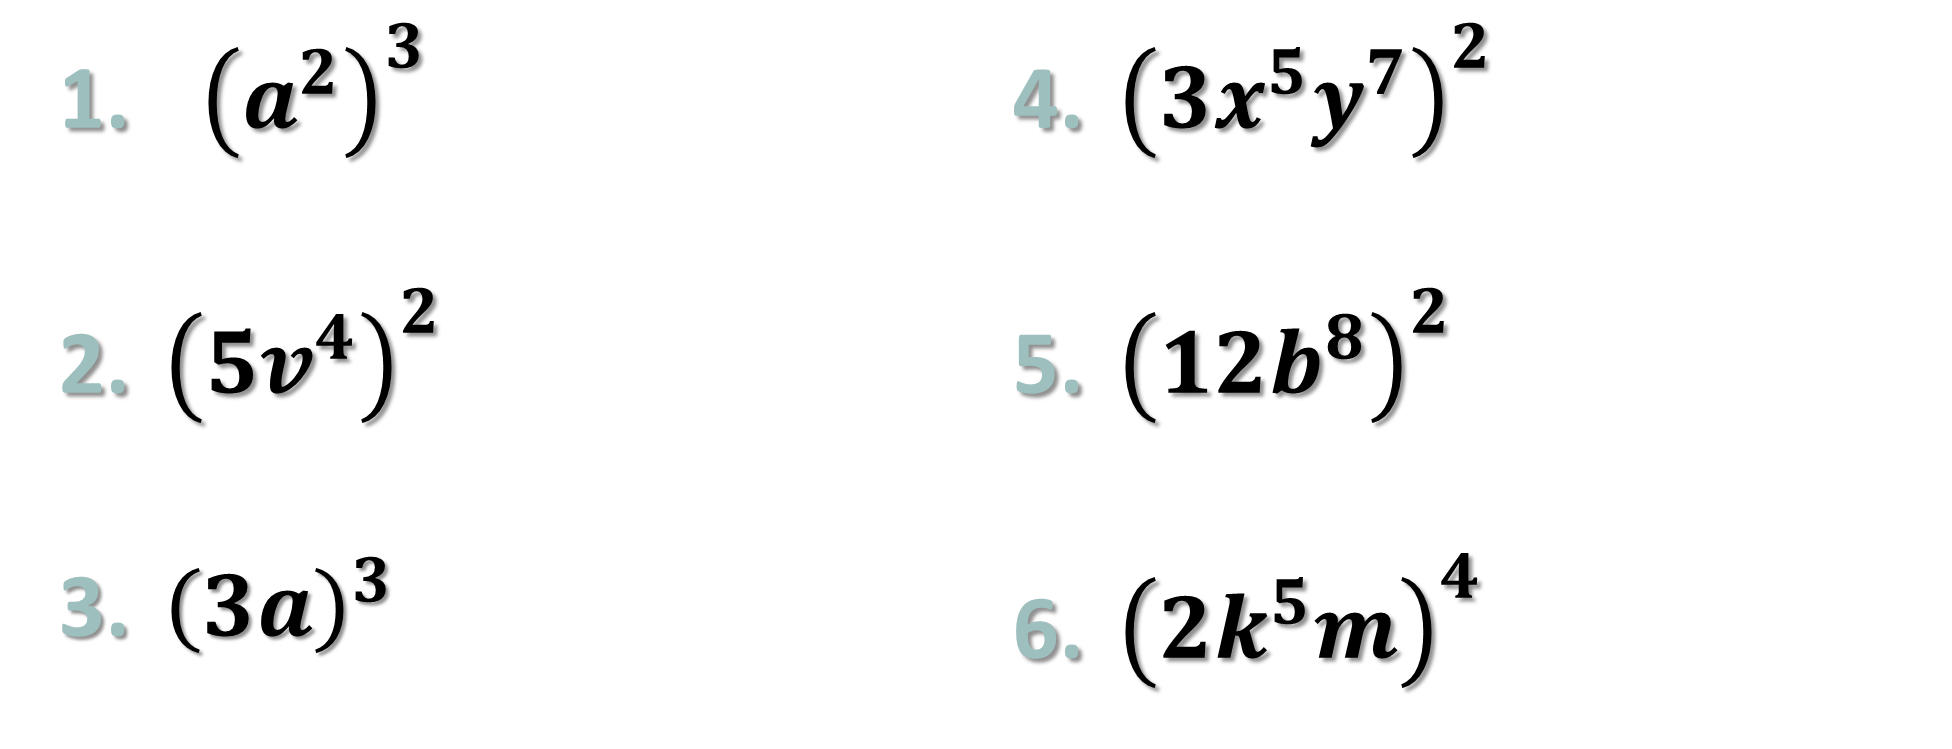 1. (a²)³
2. (5v⁴)²
3. (3a)³
4. (3x⁵y⁷)²
5. (12b⁸)²
6. (2k⁵m)⁴